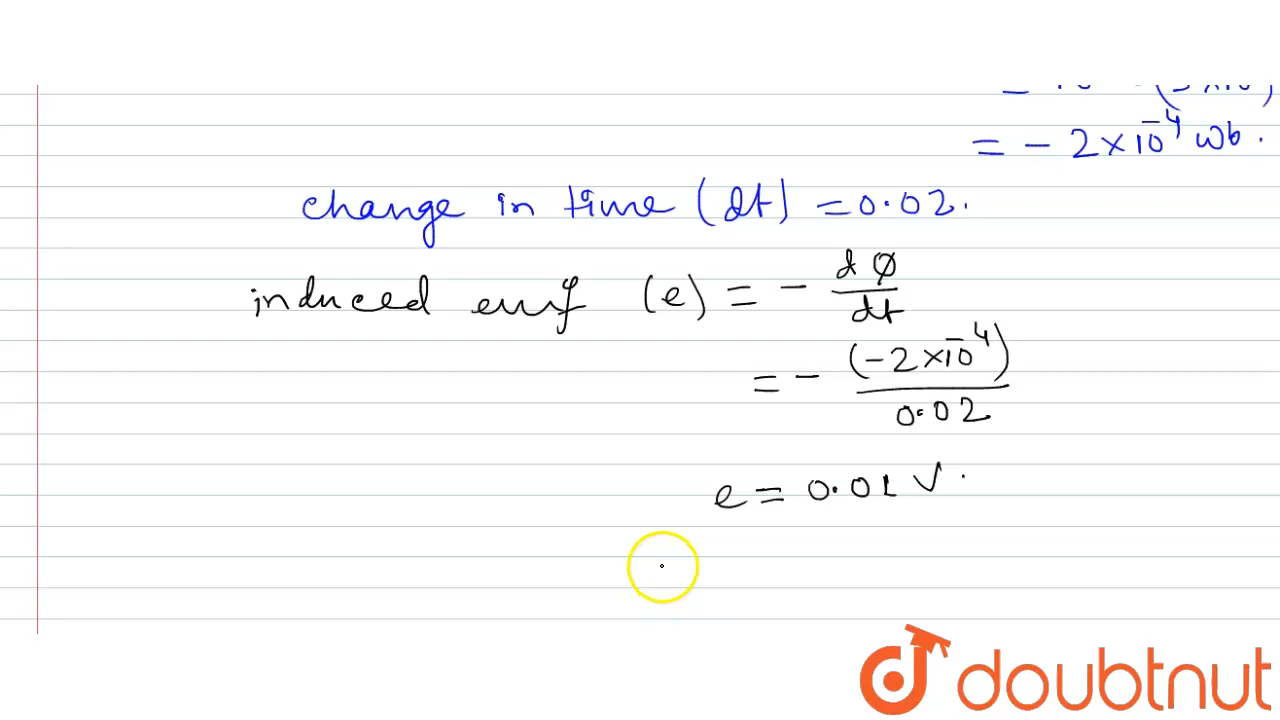 = - 2×10⁻⁴ Wb.
change in time (dt) = 0.02.
induced emf (e) = - dϕ/dt
= - (-2×10⁻⁴)/0.02
e = 0.01 V.
doubtnut